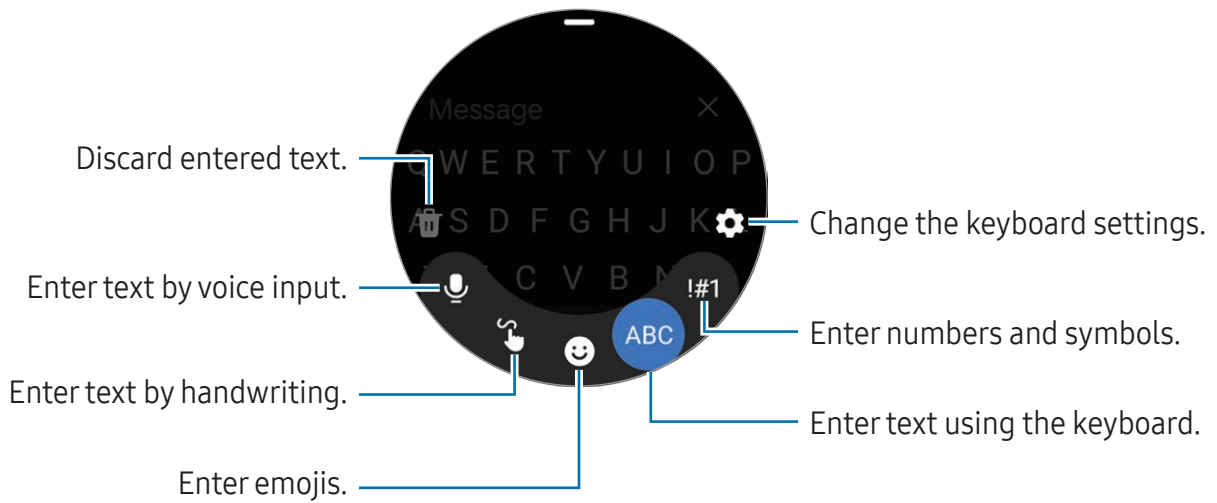 Message
Q W E R T Y U I O P
Discard entered text.
A S D F G H J K
Change the keyboard settings.
Enter text by voice input.
C V B N
!#1
ABC
Enter numbers and symbols.
Enter text by handwriting.
Enter text using the keyboard.
Enter emojis.